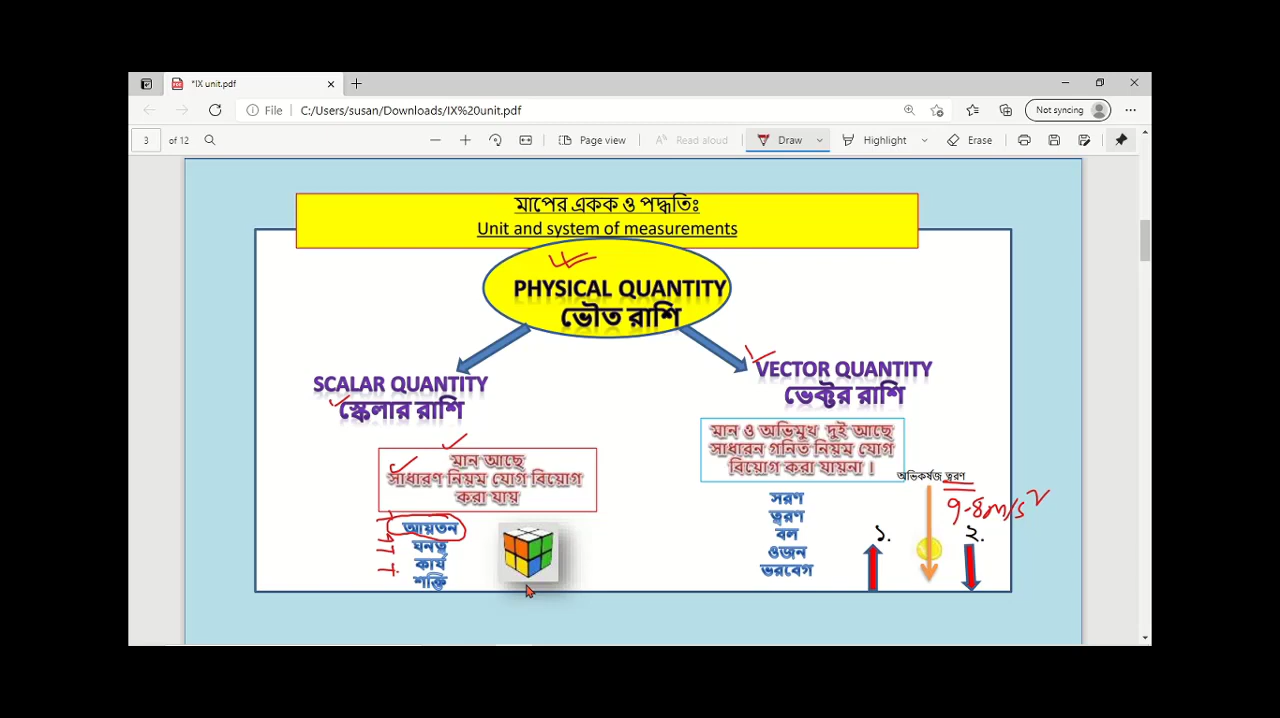 *IX unit.pdf
File
C:/Users/susan/Downloads/IX%20unit.pdf
Not syncing
3 of 12
Page view
Read aloud
Draw
Highlight
Erase
মাপের একক ও পদ্ধতিঃ
Unit and system of measurements
PHYSICAL QUANTITY
ভৌত রাশি
SCALAR QUANTITY
স্কেলার রাশি
মান আছে
সাধারণ নিয়ম যোগ বিয়োগ
করা যায়
আয়তন
ঘনত্ব
কার্য
শক্তি
VECTOR QUANTITY
ভেক্টর রাশি
মান ও অভিমুখ দুই আছে
সাধারন গনিত নিয়ম যোগ
বিয়োগ করা যায়না ।
অভিকর্ষজ ত্বরণ
9.8m/s²
সরণ
ত্বরণ
বল
ওজন
ভরবেগ
১.
২.